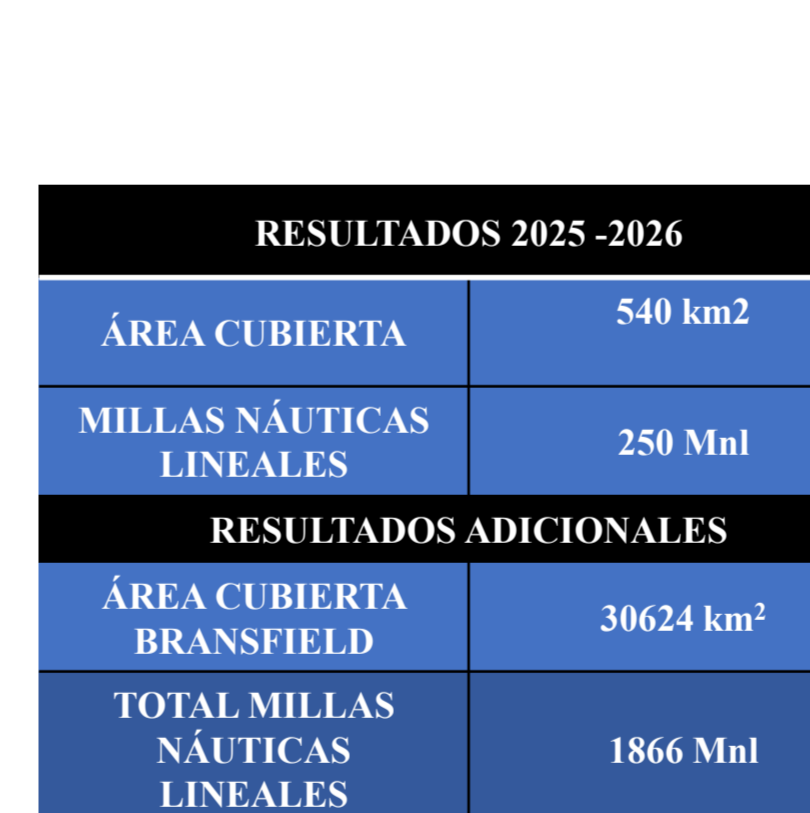 RESULTADOS 2025 -2026
ÁREA CUBIERTA
540 km2
MILLAS NÁUTICAS
LINEALES
250 Mnl
RESULTADOS ADICIONALES
ÁREA CUBIERTA
BRANSFIELD
30624 km²
TOTAL MILLAS
NÁUTICAS
LINEALES
1866 Mnl